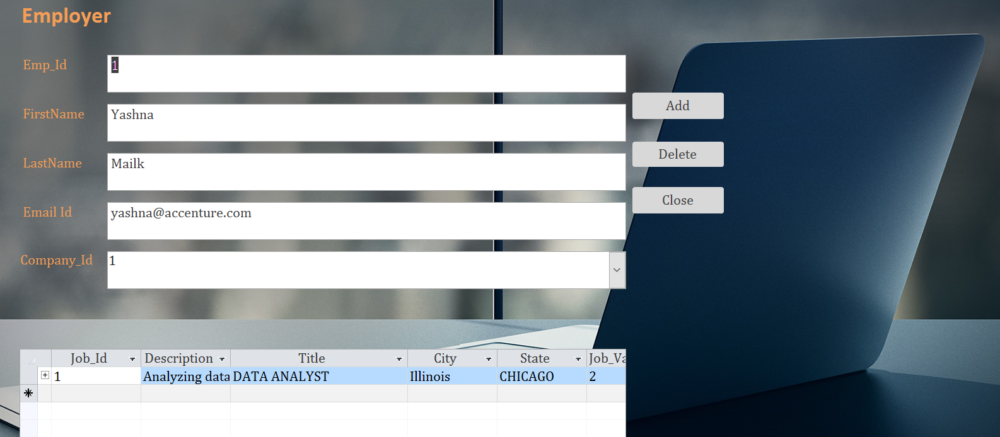 Employer
Emp_Id 1
FirstName Yashna
Add
LastName Mailk
Delete
Email Id yashna@accenture.com
Close
Company_Id 1
Job_Id Description Title City State Job_Va
1 Analyzing data DATA ANALYST Illinois CHICAGO 2